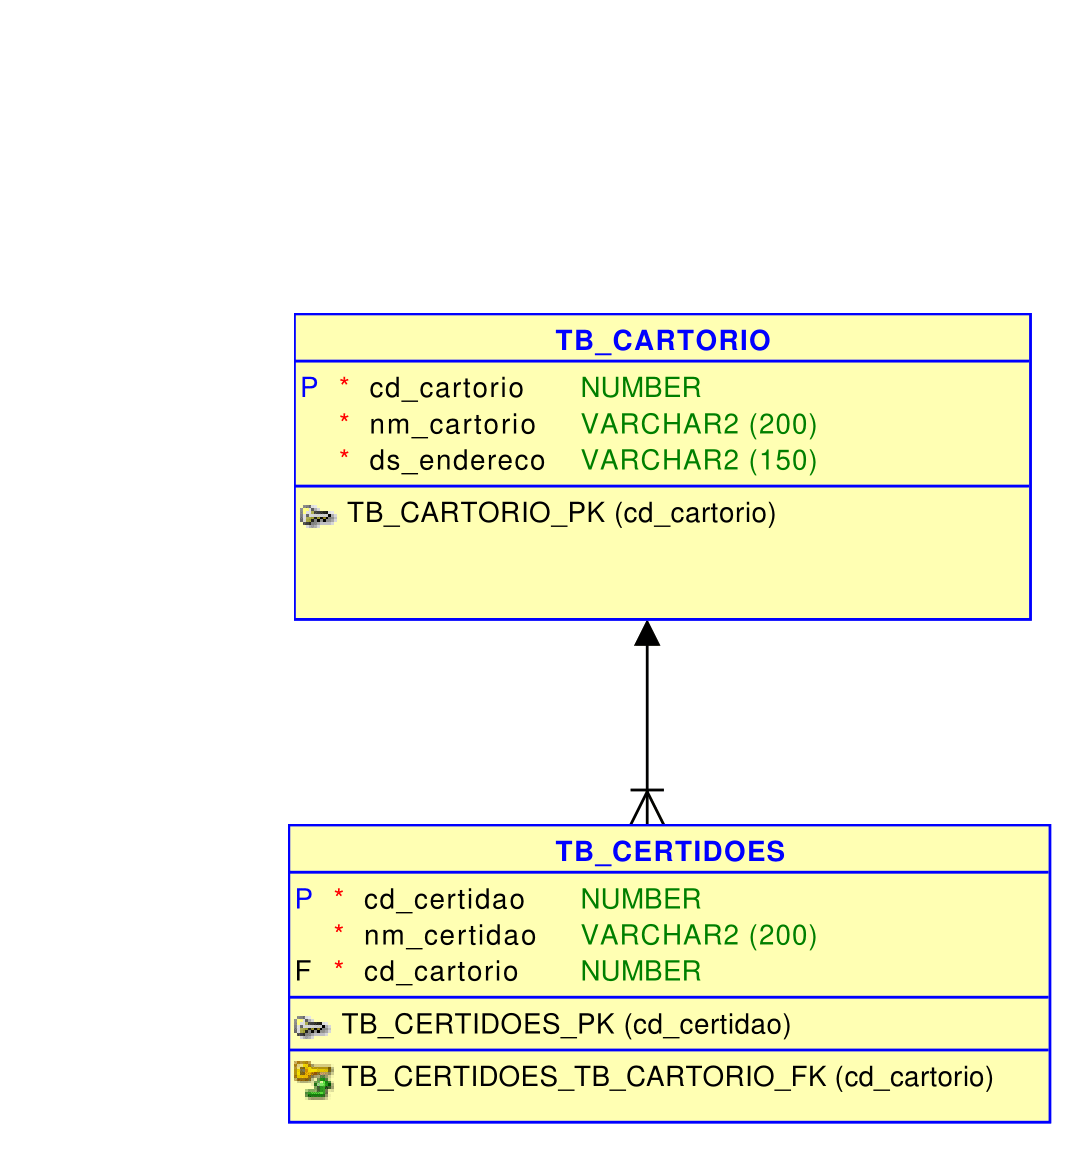 TB_CARTORIO
P * cd_cartorio NUMBER
* nm_cartorio VARCHAR2 (200)
* ds_endereco VARCHAR2 (150)
TB_CARTORIO_PK (cd_cartorio)
TB_CERTIDOES
P * cd_certidao NUMBER
* nm_certidao VARCHAR2 (200)
F * cd_cartorio NUMBER
TB_CERTIDOES_PK (cd_certidao)
TB_CERTIDOES_TB_CARTORIO_FK (cd_cartorio)